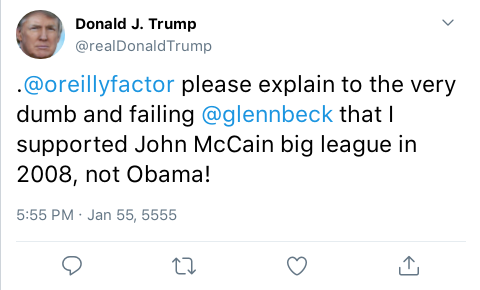 Donald J. Trump
@realDonaldTrump
.@oreillyfactor please explain to the very
dumb and failing @glennbeck that I
supported John McCain big league in
2008, not Obama!
5:55 PM · Jan 55, 5555